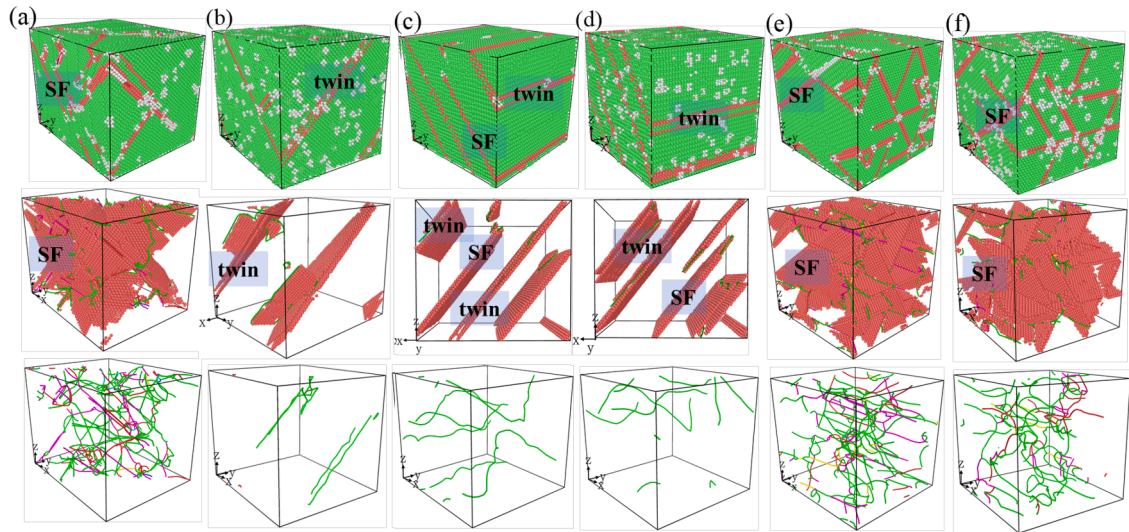 (a) (b) (c) (d) (e) (f)
SF twin twin SF twin SF SF
z y x z y x z y x z y x z y x z y x
SF twin twin SF twin twin SF SF SF
z y x z x y x y x y z y x z y x
z y x z y x z y x z y x z y x z y x